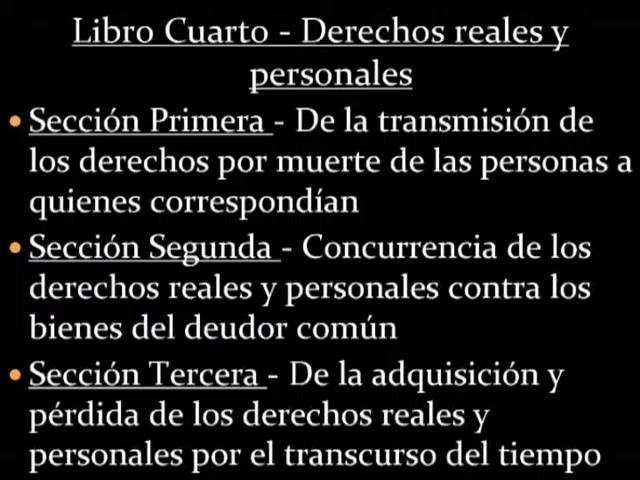 Libro Cuarto - Derechos reales y
personales
• Sección Primera - De la transmisión de
los derechos por muerte de las personas a
quienes correspondían
• Sección Segunda - Concurrencia de los
derechos reales y personales contra los
bienes del deudor común
• Sección Tercera - De la adquisición y
pérdida de los derechos reales y
personales por el transcurso del tiempo